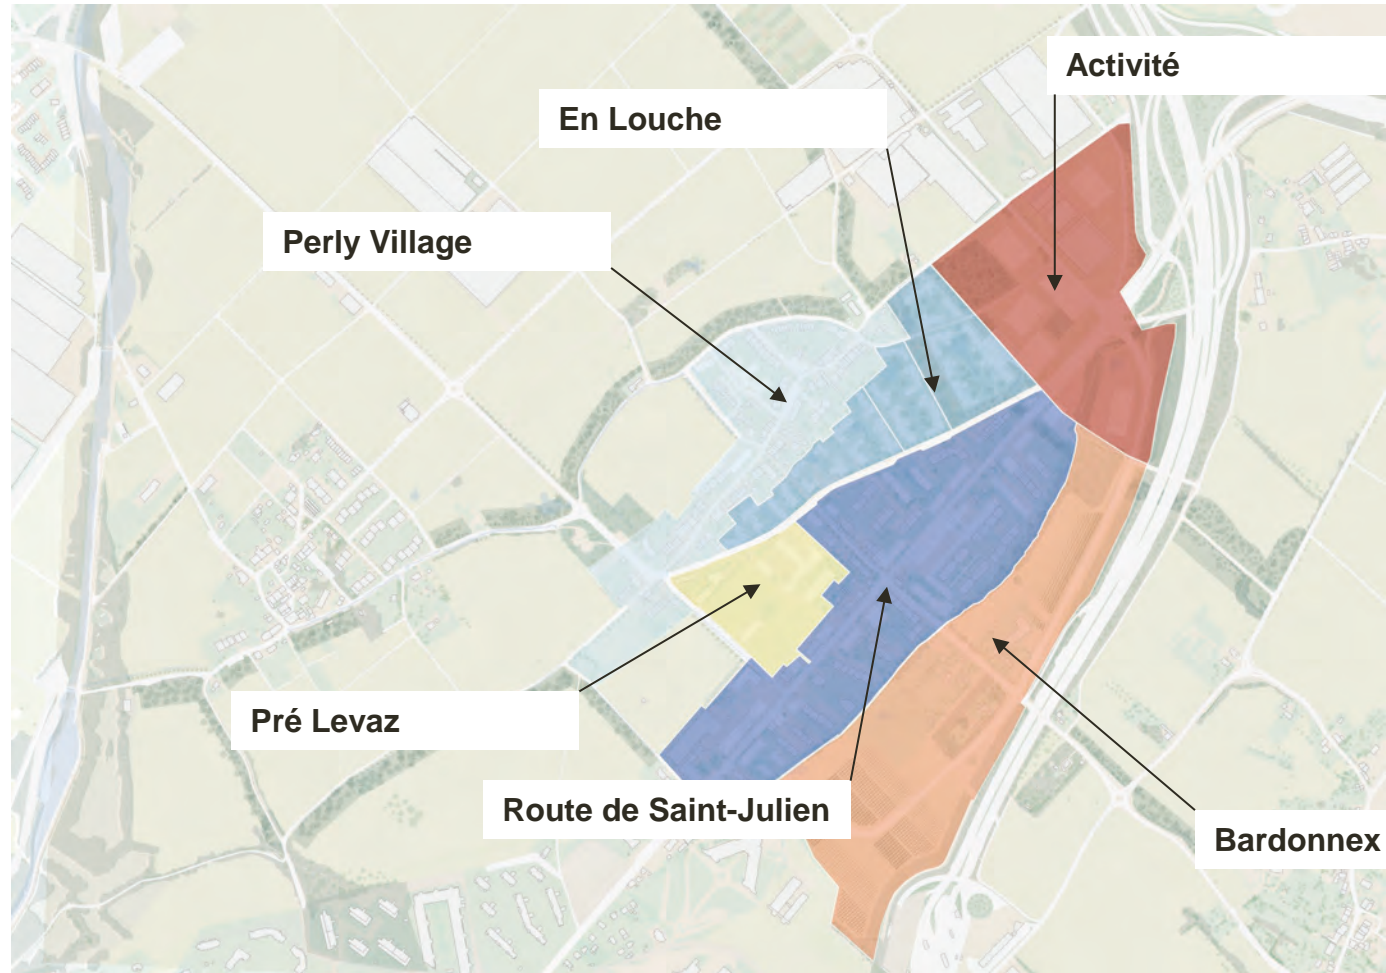 Activité
En Louche
Perly Village
Pré Levaz
Route de Saint-Julien
Bardonnex